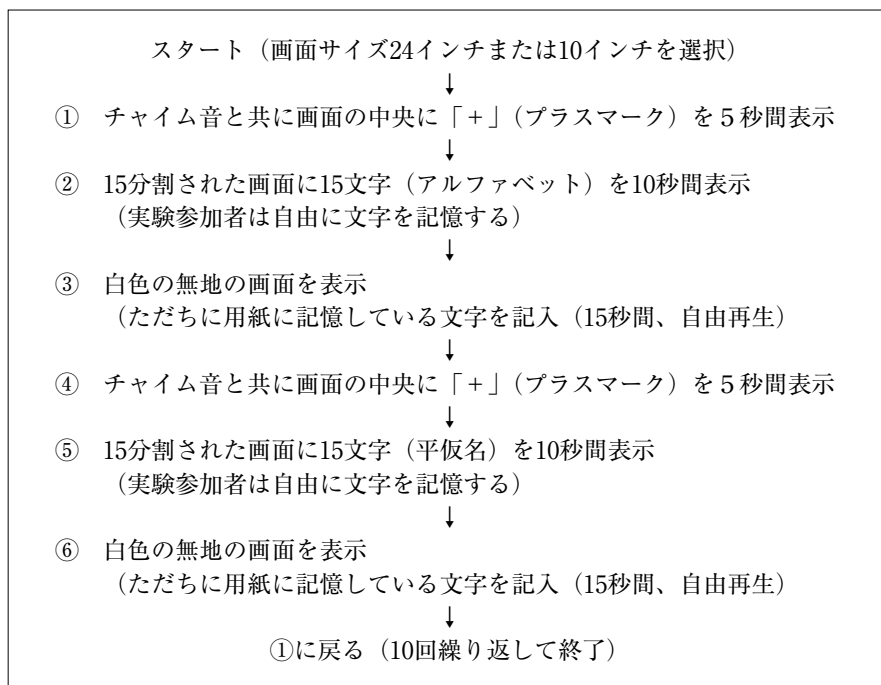 スタート（画面サイズ24インチまたは10インチを選択）
↓
① チャイム音と共に画面の中央に「+」（プラスマーク）を５秒間表示
↓
② 15分割された画面に15文字（アルファベット）を10秒間表示
（実験参加者は自由に文字を記憶する）
↓
③ 白色の無地の画面を表示
（ただちに用紙に記憶している文字を記入（15秒間、自由再生）
↓
④ チャイム音と共に画面の中央に「+」（プラスマーク）を５秒間表示
↓
⑤ 15分割された画面に15文字（平仮名）を10秒間表示
（実験参加者は自由に文字を記憶する）
↓
⑥ 白色の無地の画面を表示
（ただちに用紙に記憶している文字を記入（15秒間、自由再生）
↓
①に戻る（10回繰り返して終了）